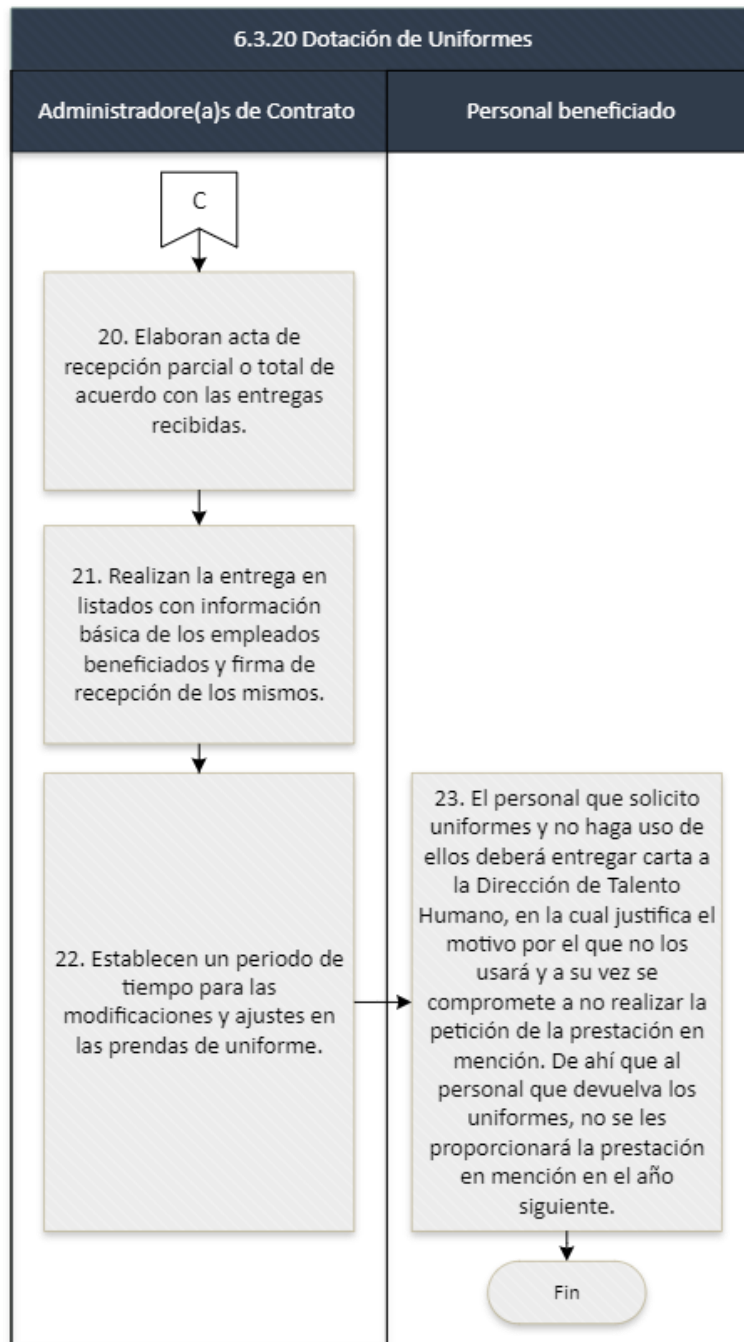 6.3.20 Dotación de Uniformes
Administradore(a)s de Contrato
Personal beneficiado
C
20. Elaboran acta de
recepción parcial o total de
acuerdo con las entregas
recibidas.
21. Realizan la entrega en
listados con información
básica de los empleados
beneficiados y firma de
recepción de los mismos.
22. Establecen un periodo de
tiempo para las
modificaciones y ajustes en
las prendas de uniforme.
23. El personal que solicito
uniformes y no haga uso de
ellos deberá entregar carta a
la Dirección de Talento
Humano, en la cual justifica el
motivo por el que no los
usará y a su vez se
compromete a no realizar la
petición de la prestación en
mención. De ahí que al
personal que devuelva los
uniformes, no se les
proporcionará la prestación
en mención en el año
siguiente.
Fin